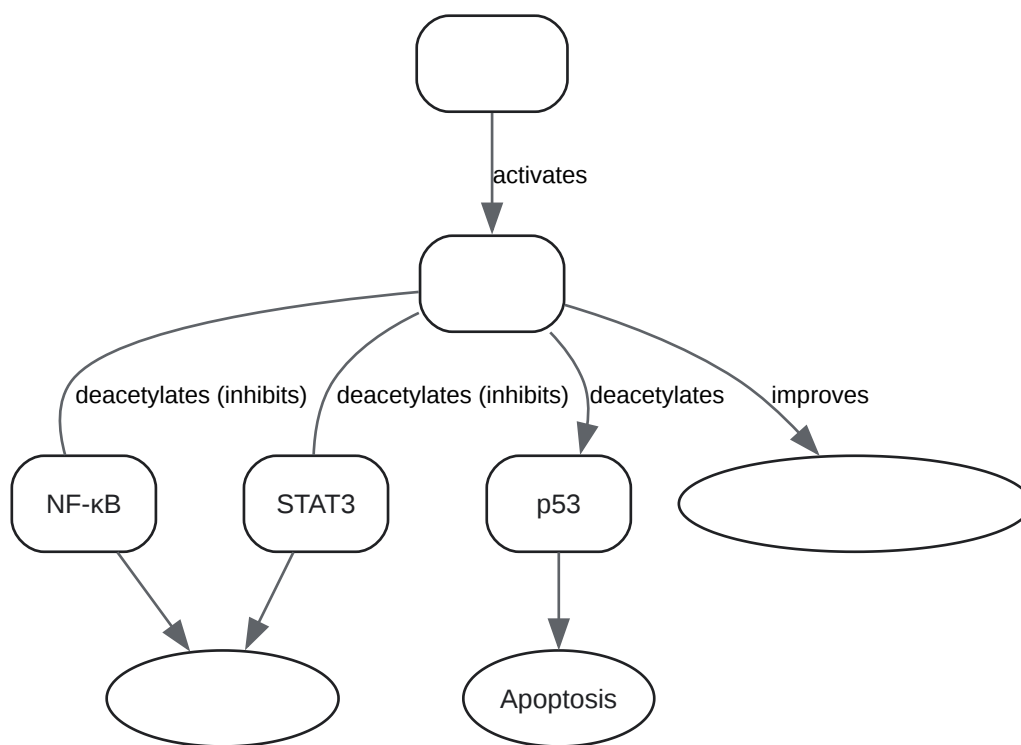 activates
deacetylates (inhibits)
deacetylates (inhibits)
deacetylates
improves
NF-κB
STAT3
p53
Apoptosis